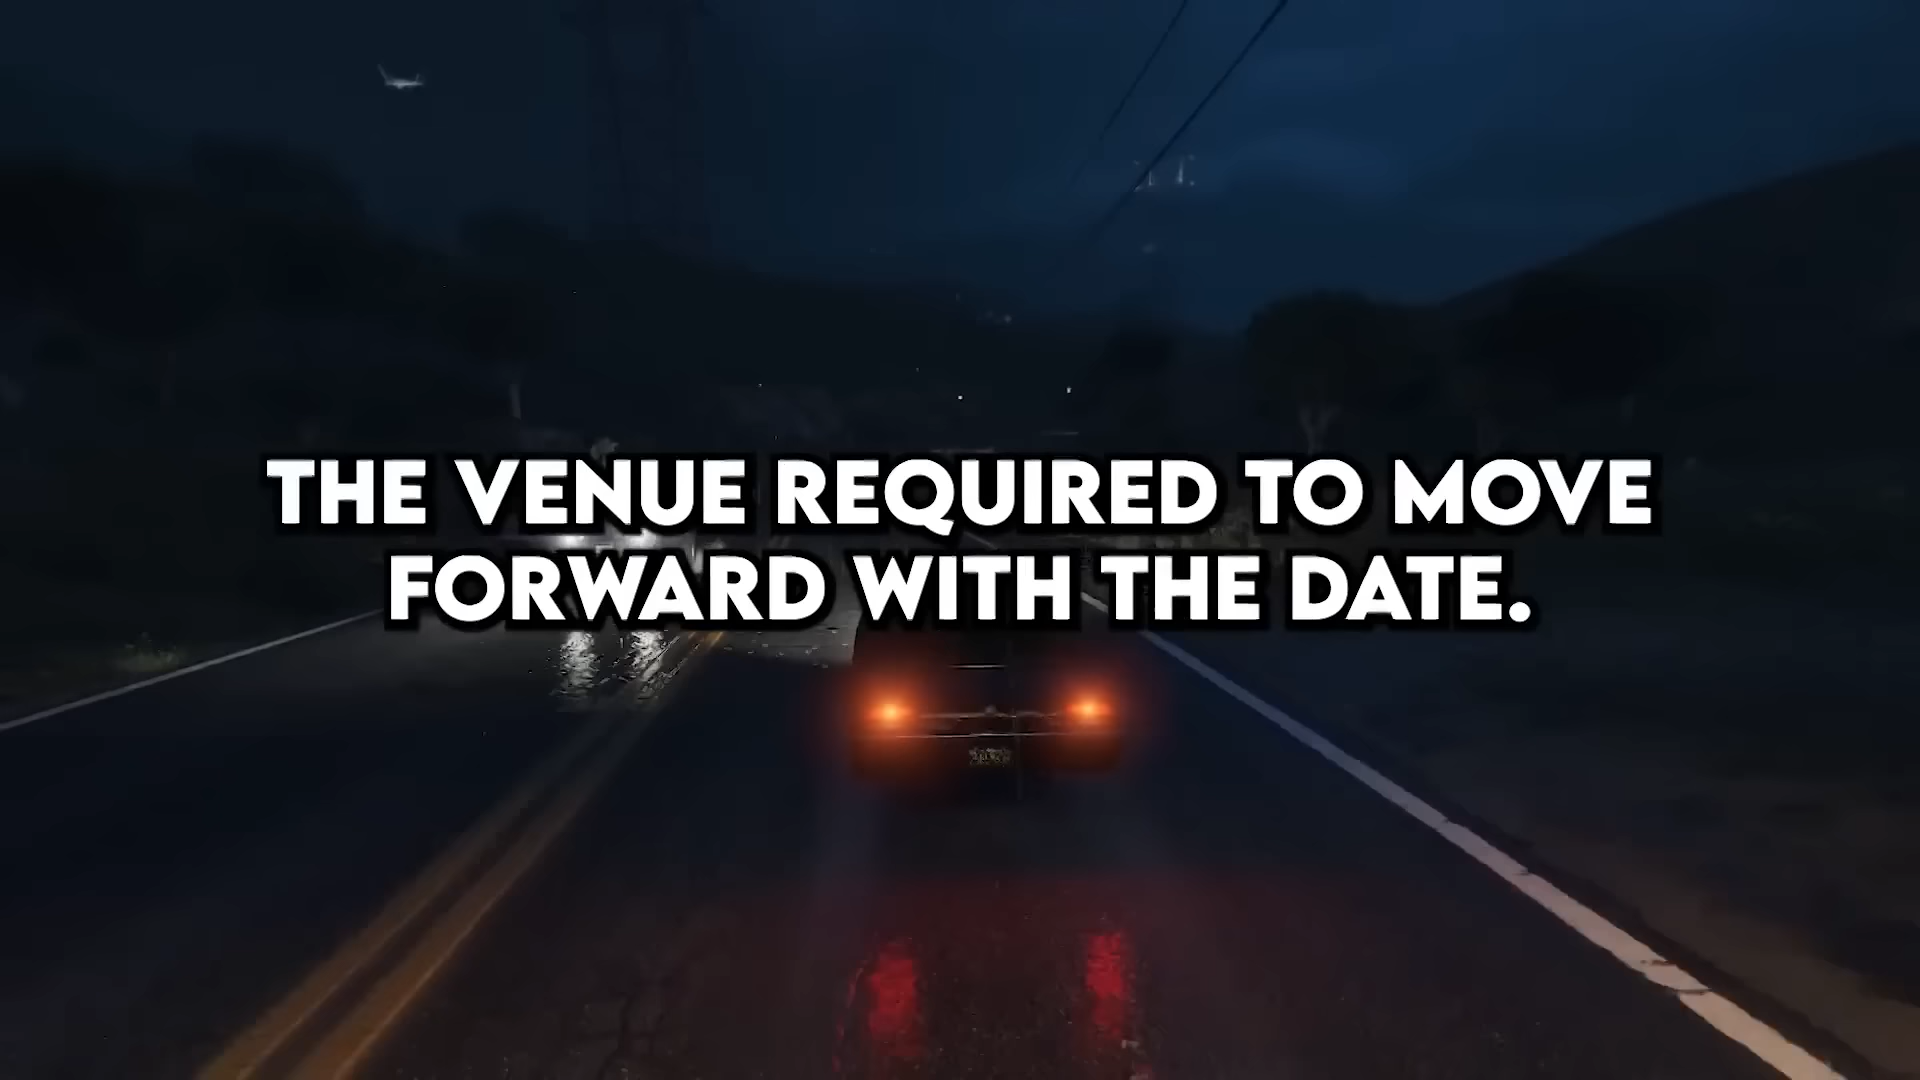 THE VENUE REQUIRED TO MOVE
FORWARD WITH THE DATE.